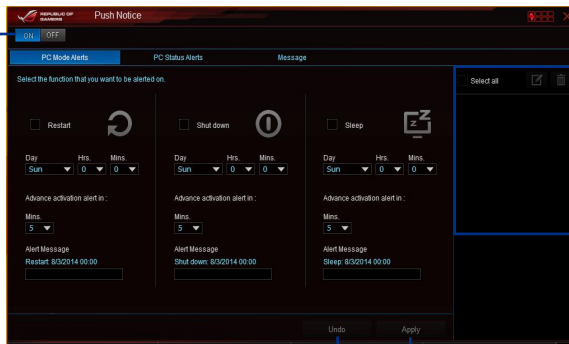 REPUBLIC OF GAMERS Push Notice
ON OFF
PC Mode Alerts PC Status Alerts Message
Select the function that you want to be alerted on.
Select all
Restart Shut down Sleep
Day Hrs. Mins. Day Hrs. Mins. Day Hrs. Mins.
Sun 0 0 Sun 0 0 Sun 0 0
Advance activation alert in : Advance activation alert in : Advance activation alert in :
Mins. Mins. Mins.
5 5 5
Alert Message Alert Message Alert Message
Restart: 8/3/2014 00:00 Shut down: 8/3/2014 00:00 Sleep: 8/3/2014 00:00
Undo Apply